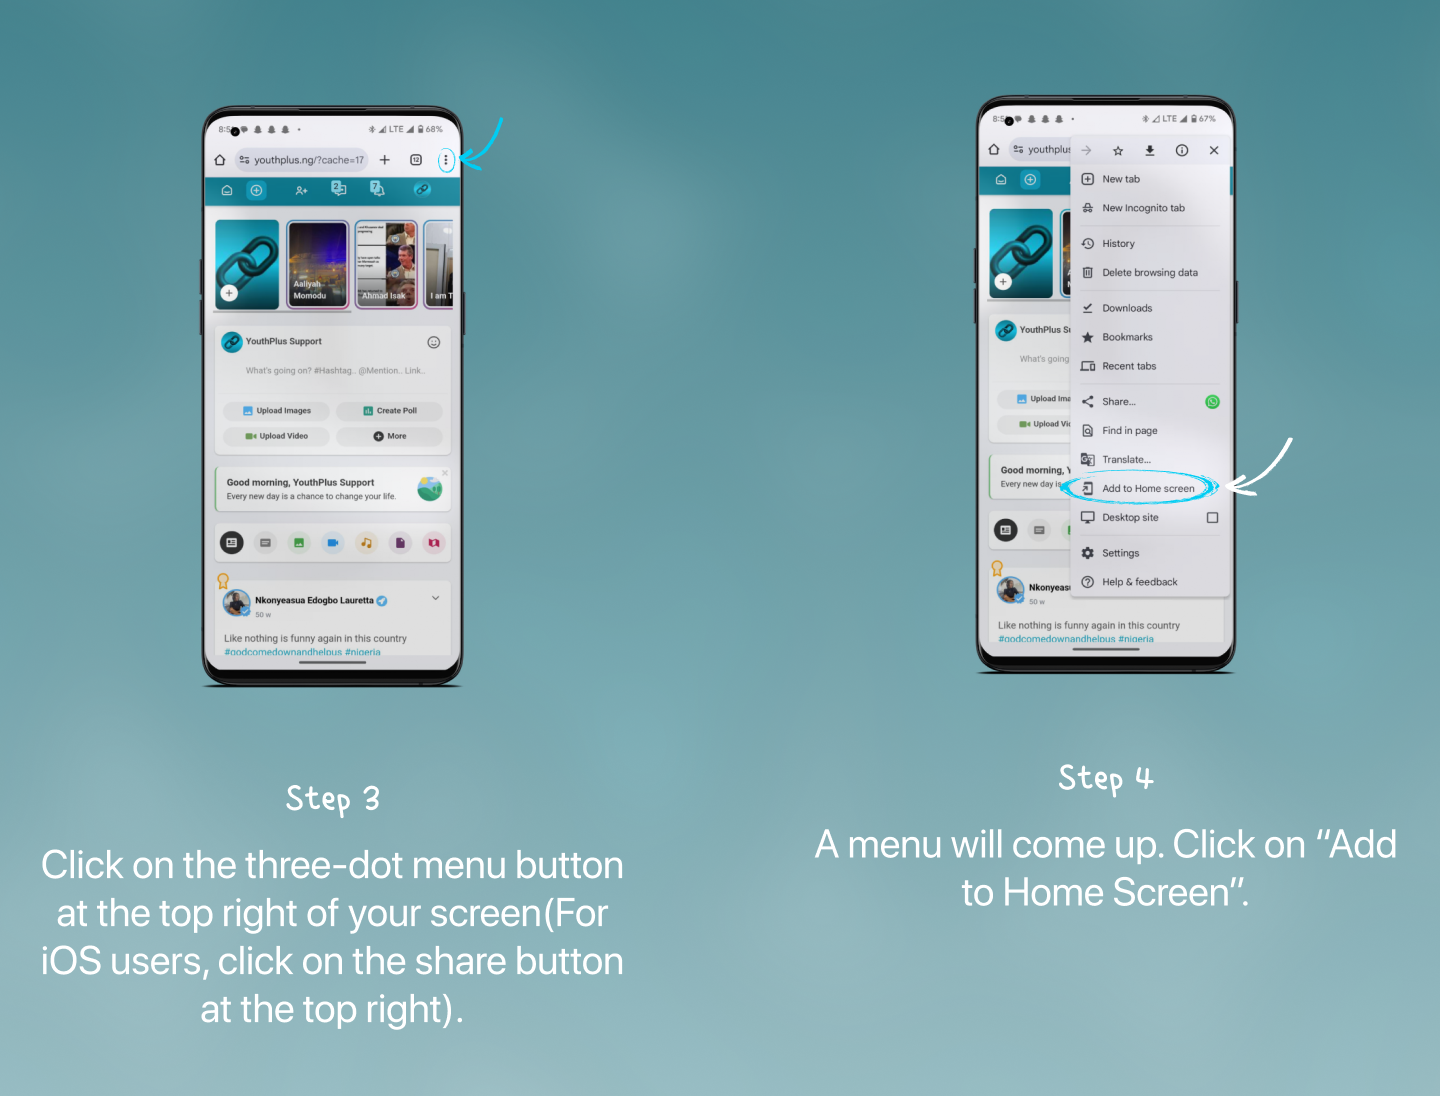 8:5
LTE
68%
youthplus.ng/?cache=17
12
2
7
Aaliyah
Momodu
Ahmad Isak
I am T
YouthPlus Support
What's going on? #Hashtag.. @Mention.. Link..
Upload Images
Create Poll
Upload Video
More
Good morning, YouthPlus Support
Every new day is a chance to change your life.
Nkonyeasua Edogbo Lauretta
50 w
Like nothing is funny again in this country
#godcomedownandhelpus #nigeria
Step 3
Click on the three-dot menu button
at the top right of your screen(For
iOS users, click on the share button
at the top right).
8:5
LTE
67%
youthplus
New tab
New Incognito tab
History
Delete browsing data
Downloads
Bookmarks
Recent tabs
Share...
Find in page
Translate...
Add to Home screen
Desktop site
Settings
Help & feedback
YouthPlus Su
What's going
Upload Ima
Upload Vid
Good morning, Y
Every new day is
Nkonyeas
50 w
Like nothing is funny again in this country
#godcomedownandhelpus #nigeria
Step 4
A menu will come up. Click on “Add
to Home Screen”.